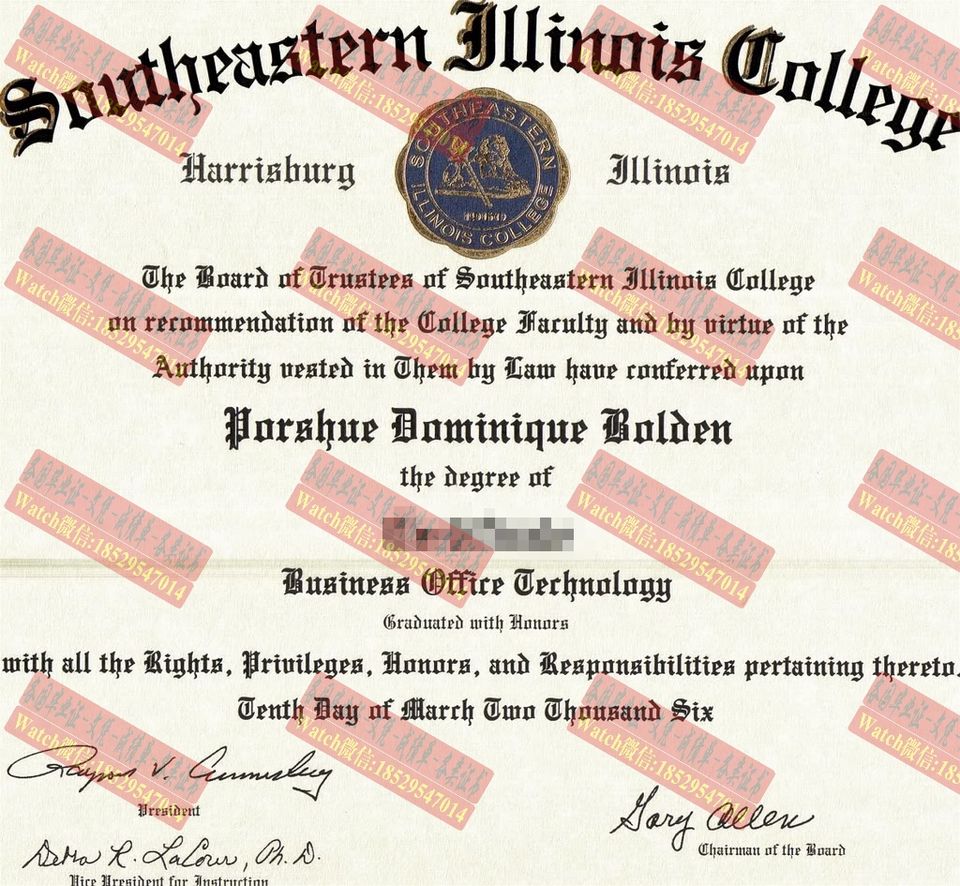 Southeastern Illinois College
SOUTHEASTERN
ILLINOIS COLLEGE
1960
Harrisburg Illinois
The Board of Trustees of Southeastern Illinois College
on recommendation of the College Faculty and by virtue of the
Authority vested in Them by Law have conferred upon
Porshue Dominique Bolden
the degree of
Business Office Technology
Graduated with Honors
with all the Rights, Privileges, Honors, and Responsibilities pertaining thereto.
Tenth Day of March Two Thousand Six
President
Gary Allen
Chairman of the Board
Debra R. LaCour, Ph. D.
Vice President for Instruction
Watch微信:18529547014